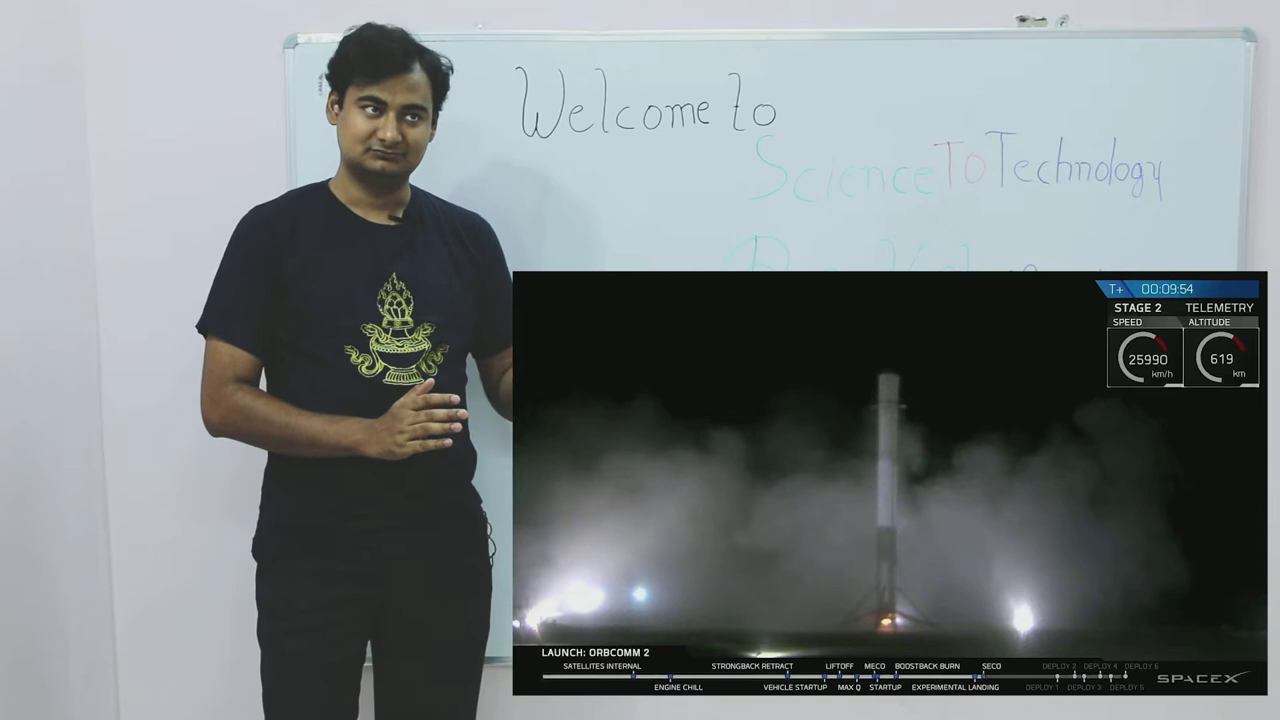 Welcome to
ScienceToTechnology
T+ 00:09:54
STAGE 2 TELEMETRY
SPEED ALTITUDE
25990 619
km/h km
LAUNCH: ORBCOMM 2
SATELLITES INTERNAL STRONGBACK RETRACT LIFTOFF MECO BOOSTBACK BURN SECO DEPLOY 2 DEPLOY 4 DEPLOY 6
ENGINE CHILL VEHICLE STARTUP MAX Q STARTUP EXPERIMENTAL LANDING DEPLOY 1 DEPLOY 3 DEPLOY 5
SPACEX